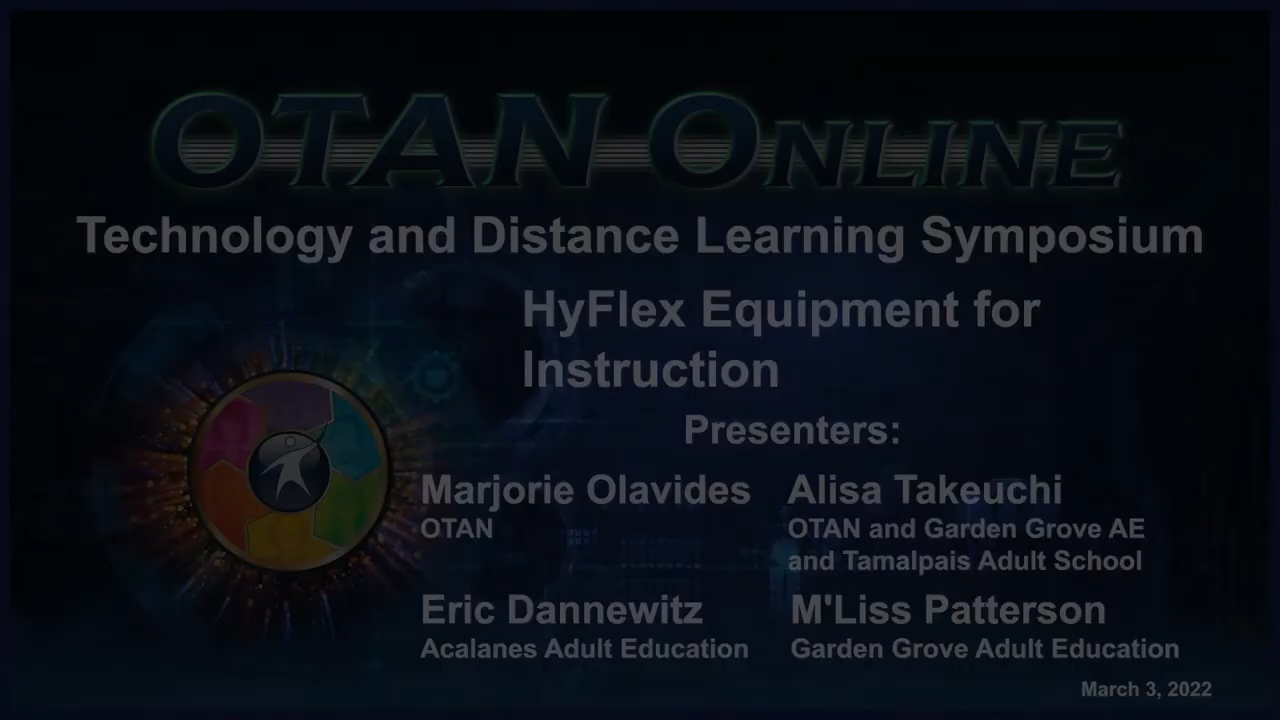 OTAN ONLINE
Technology and Distance Learning Symposium
HyFlex Equipment for
Instruction
Presenters:
Marjorie Olavides
OTAN
Alisa Takeuchi
OTAN and Garden Grove AE
and Tamalpais Adult School
Eric Dannewitz
Acalanes Adult Education
M'Liss Patterson
Garden Grove Adult Education
March 3, 2022